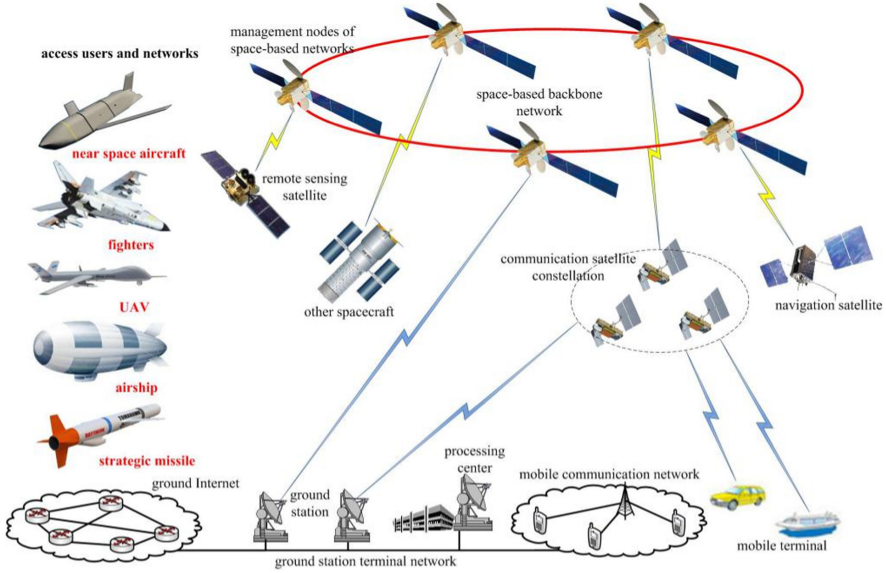 access users and networks
management nodes of
space-based networks
space-based backbone
network
near space aircraft
remote sensing
satellite
fighters
communication satellite
constellation
UAV
other spacecraft
navigation satellite
airship
TOMAHAWK
RAYTHEON
strategic missile
processing
center
ground Internet
ground
station
mobile communication network
mobile terminal
ground station terminal network